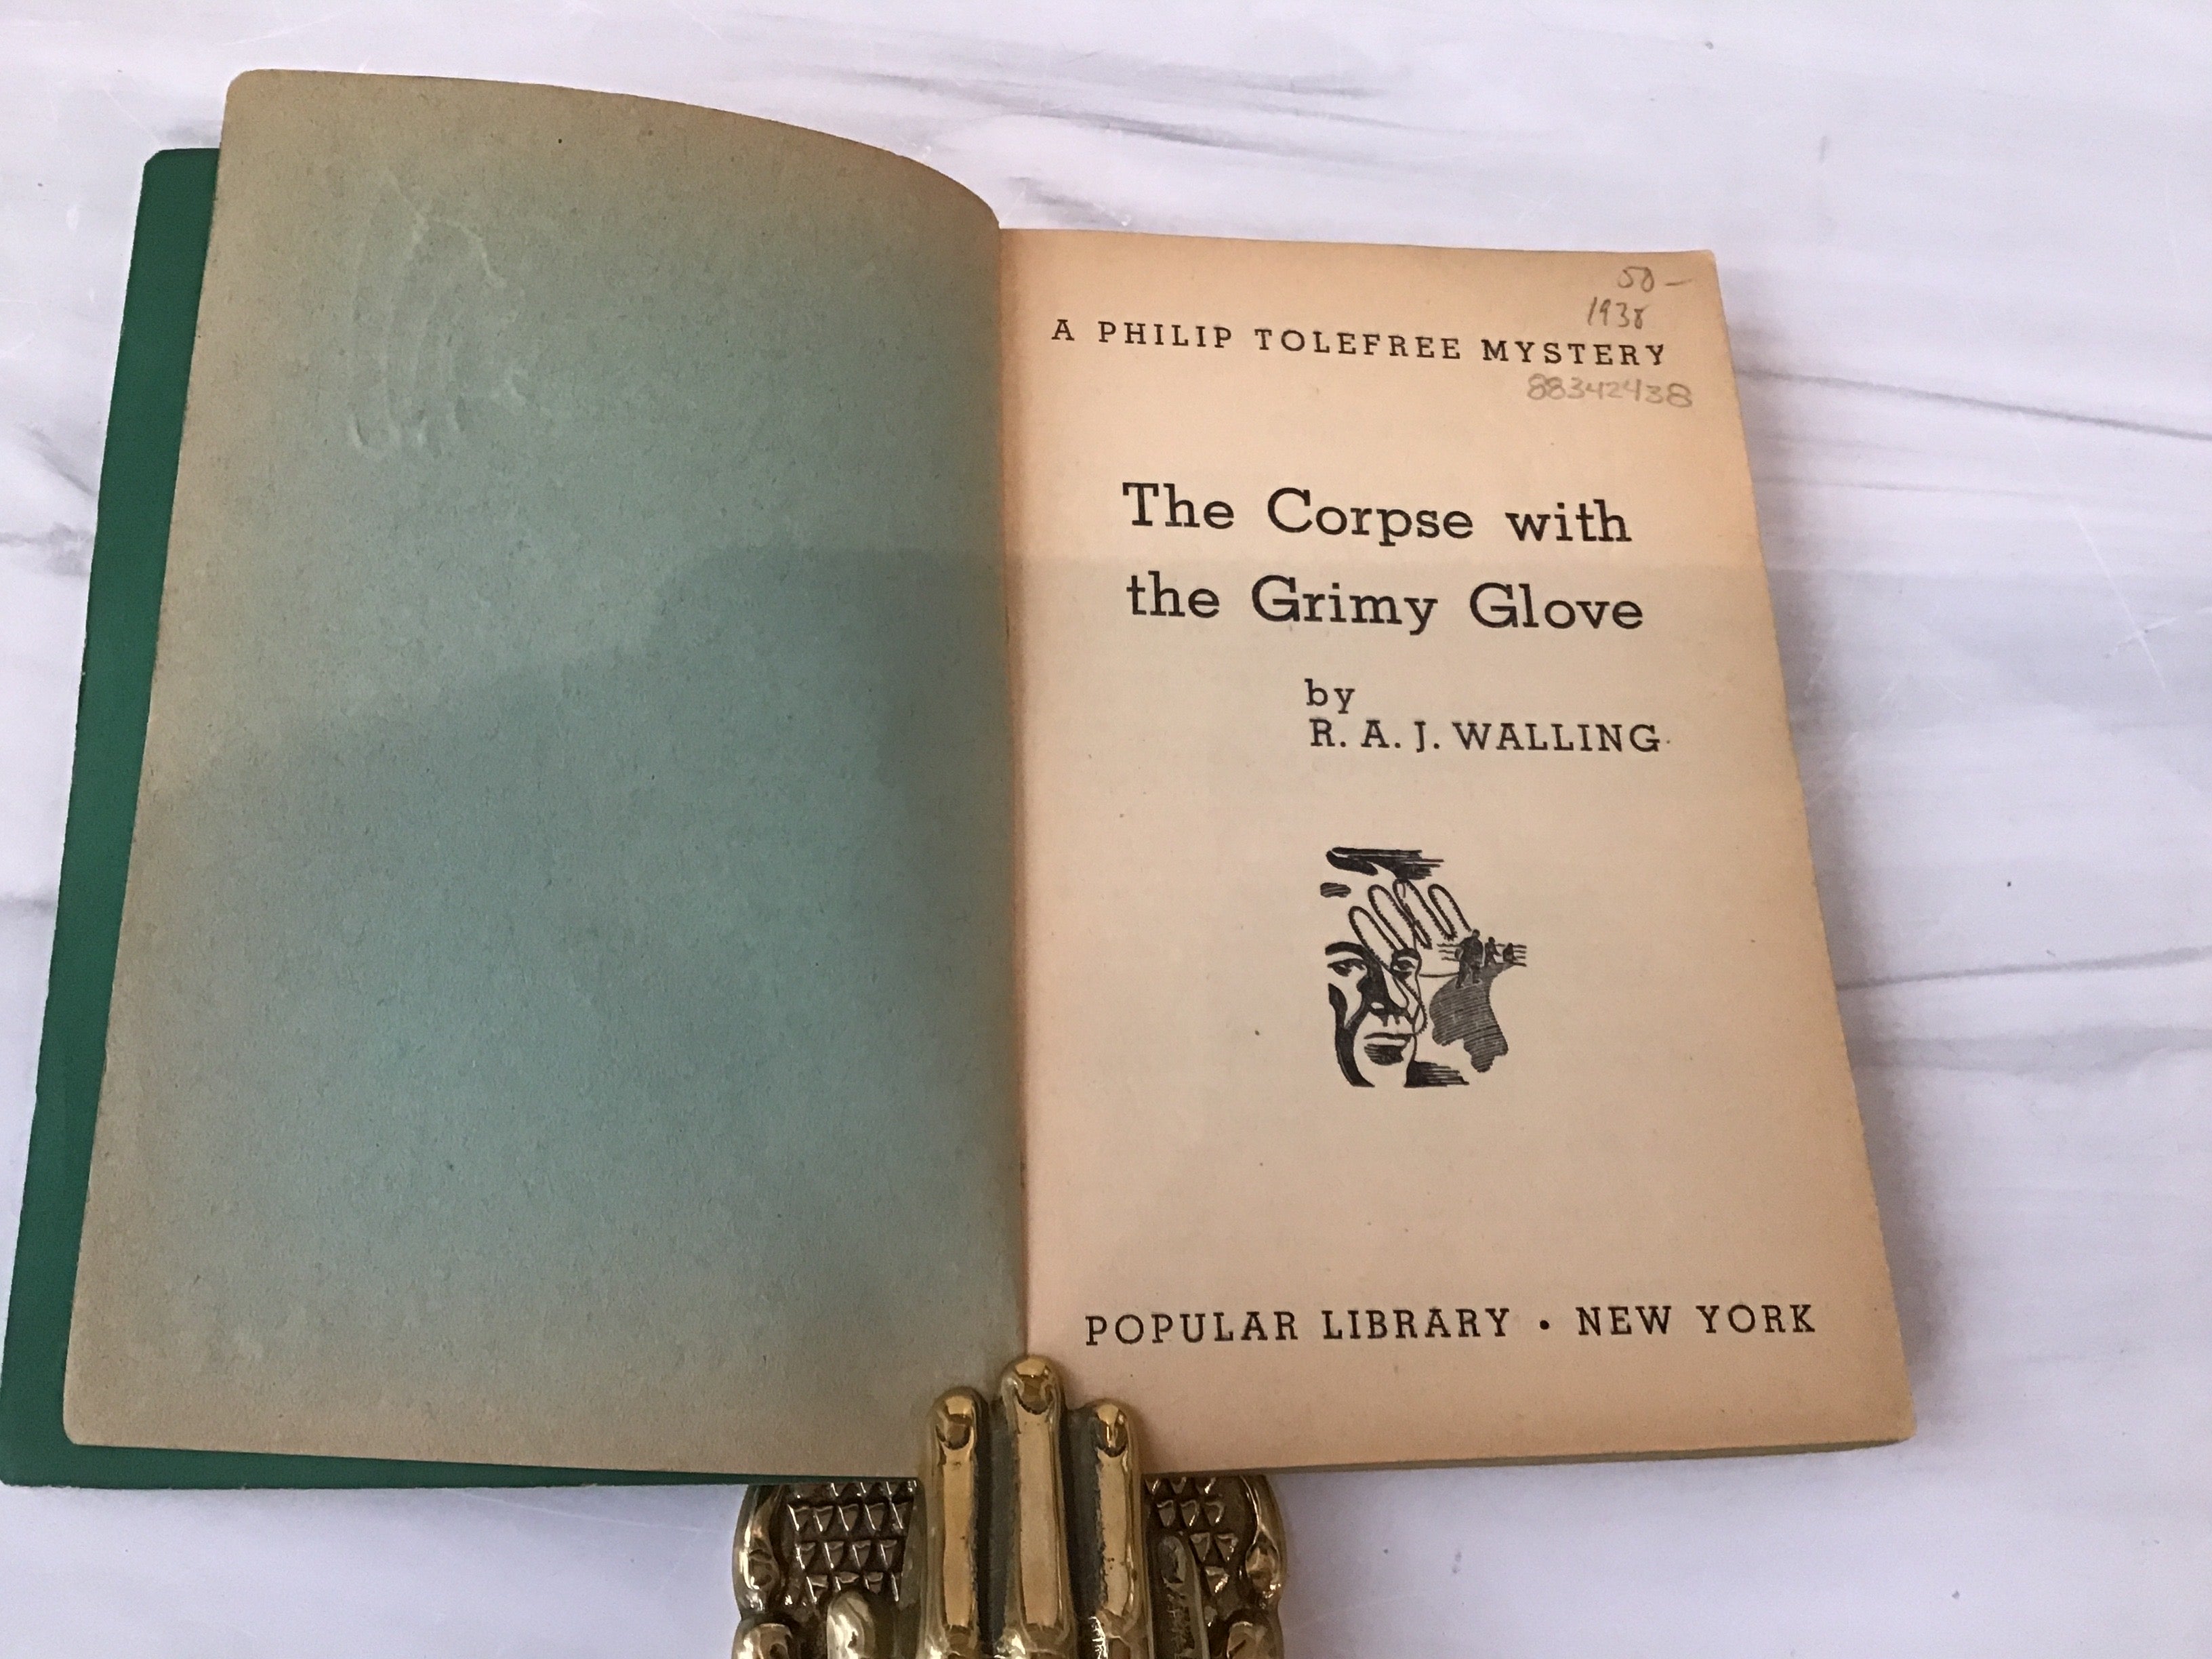 50-
1938
A PHILIP TOLEFREE MYSTERY
88342438
The Corpse with
the Grimy Glove
by
R. A. J. WALLING
POPULAR LIBRARY • NEW YORK